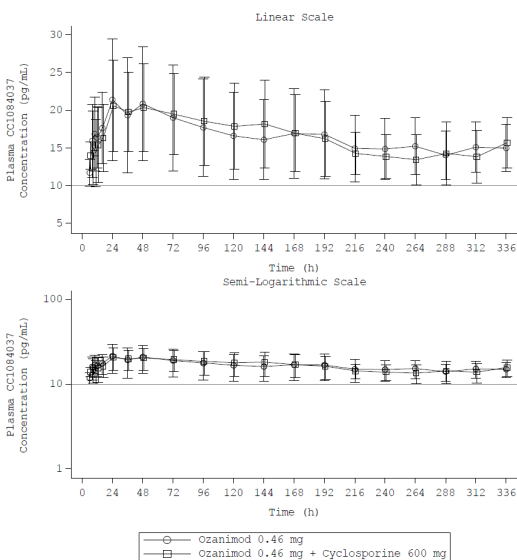 Linear Scale
30
25
20
15
10
5
Plasma CC1084037
Concentration (pg/mL)
0 24 48 72 96 120 144 168 192 216 240 264 288 312 336
Time (h)
Semi-Logarithmic Scale
100
10
1
Plasma CC1084037
Concentration (pg/mL)
0 24 48 72 96 120 144 168 192 216 240 264 288 312 336
Time (h)
Ozanimod 0.46 mg
Ozanimod 0.46 mg + Cyclosporine 600 mg